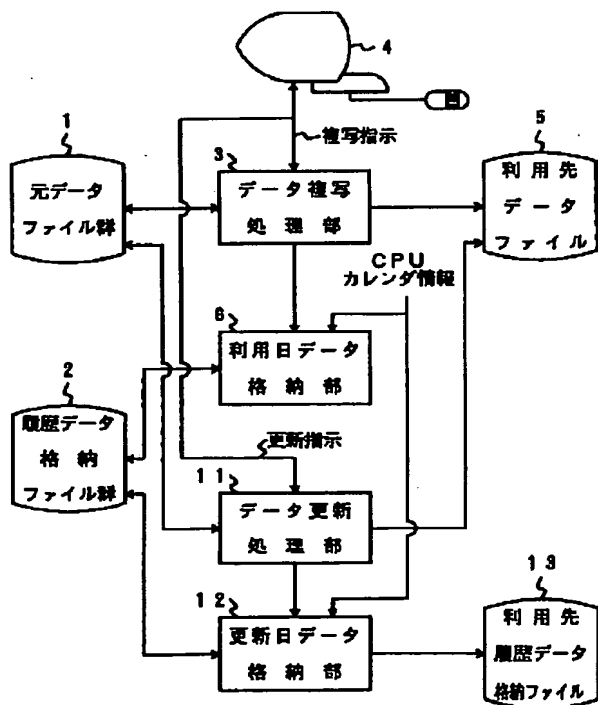 4
複写指示
1
元データ
ファイル群
3
データ複写
処理部
5
利用先
データ
ファイル
CPU
カレンダ情報
6
利用日データ
格納部
2
履歴データ
格納
ファイル群
更新指示
11
データ更新
処理部
12
更新日データ
格納部
13
利用先
履歴データ
格納ファイル